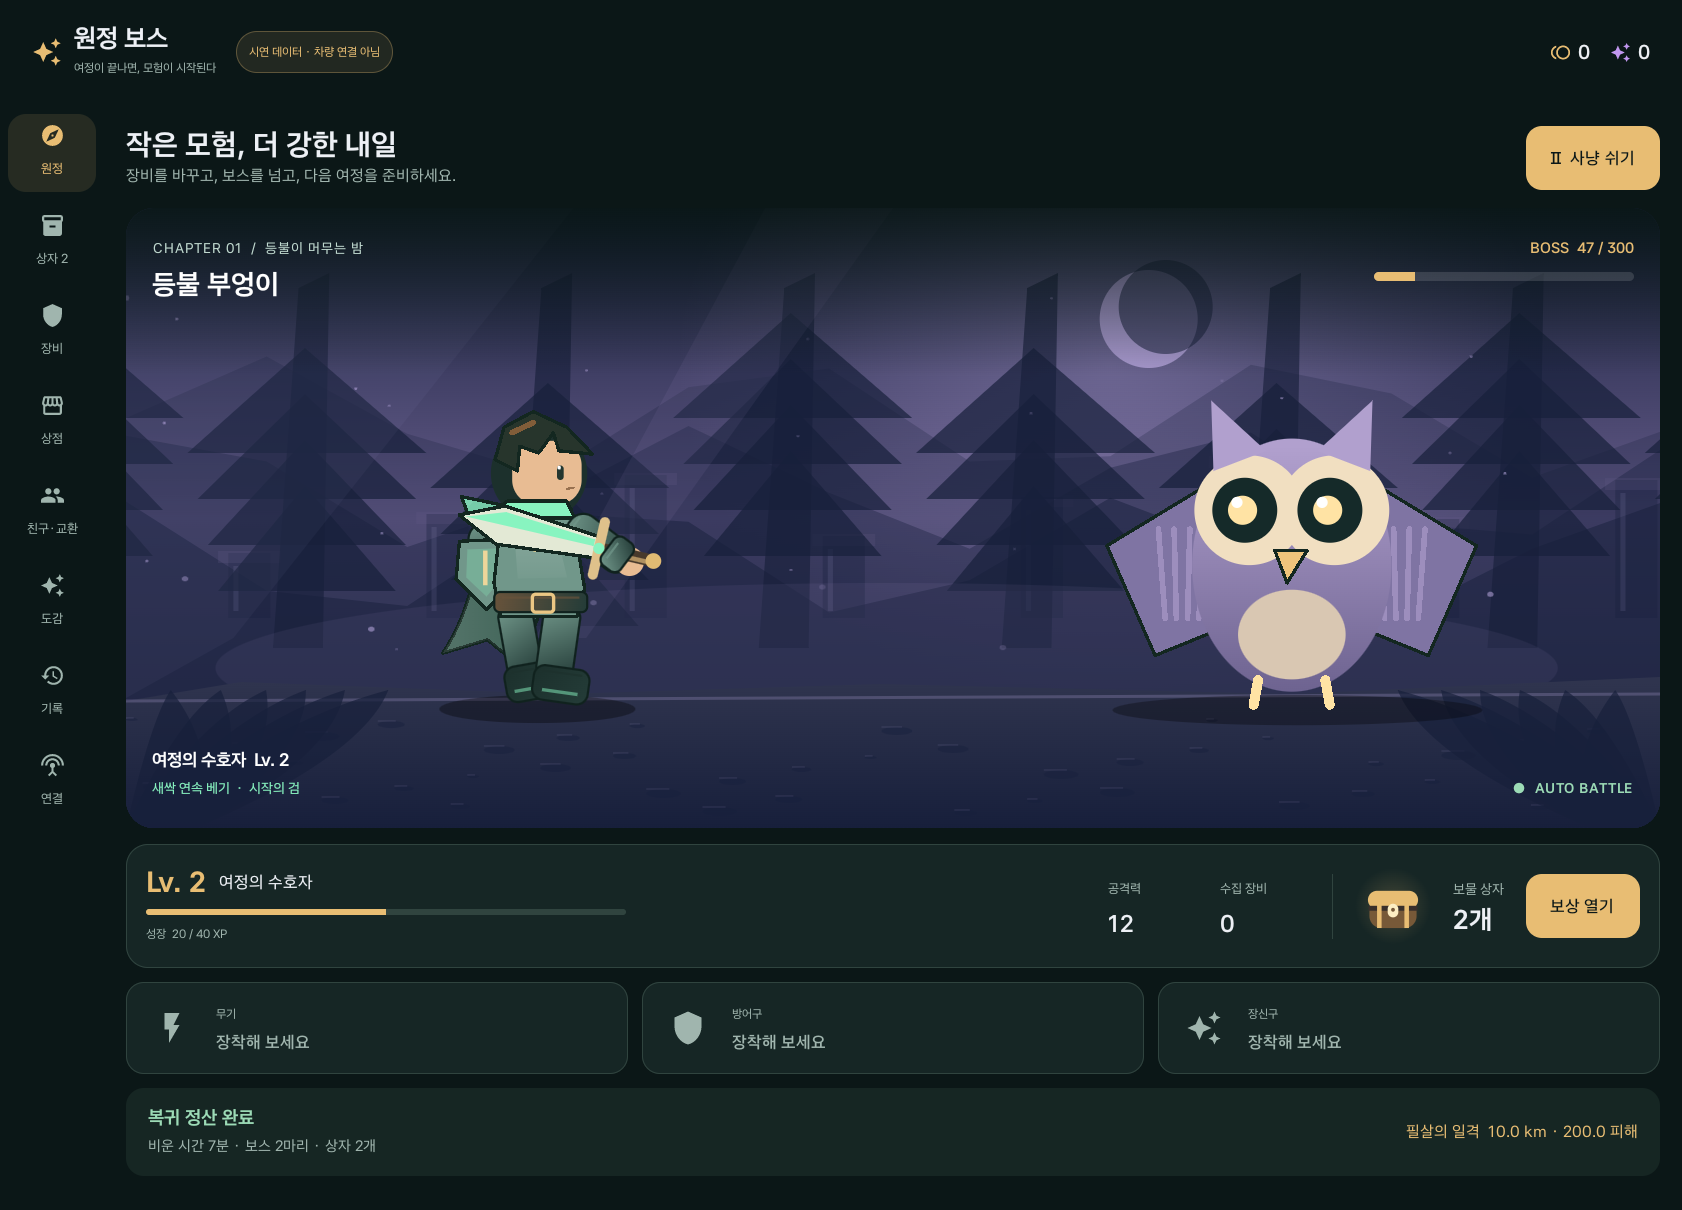 원정 보스
여정이 끝나면, 모험이 시작된다
시연 데이터 · 차량 연결 아님
0
0
원정
상자 2
장비
상점
친구·교환
도감
기록
연결
작은 모험, 더 강한 내일
장비를 바꾸고, 보스를 넘고, 다음 여정을 준비하세요.
사냥 쉬기
CHAPTER 01 / 등불이 머무는 밤
등불 부엉이
BOSS 47 / 300
여정의 수호자 Lv. 2
새싹 연속 베기 · 시작의 검
AUTO BATTLE
Lv. 2 여정의 수호자
성장 20 / 40 XP
공격력
12
수집 장비
0
보물 상자
2개
보상 열기
무기
장착해 보세요
방어구
장착해 보세요
장신구
장착해 보세요
복귀 정산 완료
비운 시간 7분 · 보스 2마리 · 상자 2개
필살의 일격 10.0 km · 200.0 피해